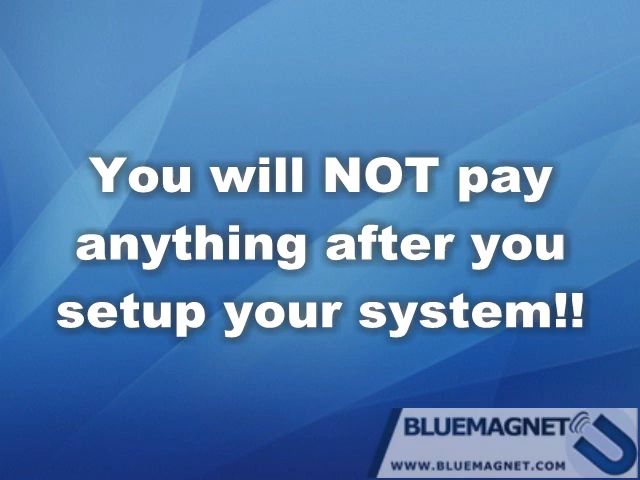 You will NOT pay
anything after you
setup your system!!
BLUEMAGNET
WWW.BLUEMAGNET.COM